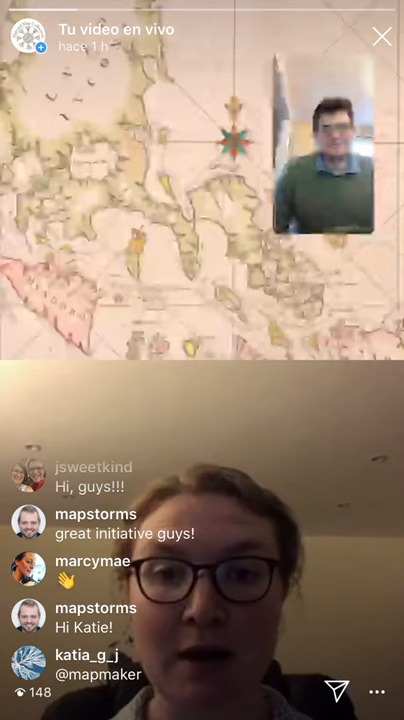 Tu video en vivo
hace 1 h
jsweetkind
Hi, guys!!!
mapstorms
great initiative guys!
marcymae
👋
mapstorms
Hi Katie!
katia_g_j
@mapmaker
148